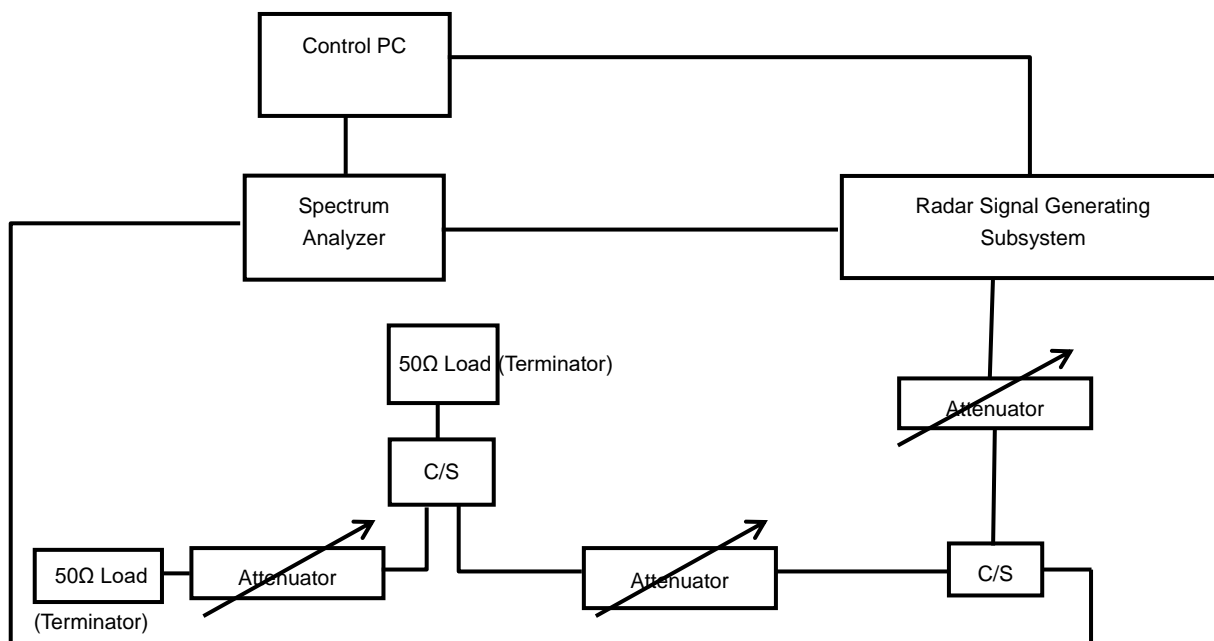 Control PC
Spectrum
Analyzer
Radar Signal Generating
Subsystem
50Ω Load (Terminator)
Attenuator
C/S
50Ω Load
(Terminator)
Attenuator
Attenuator
C/S